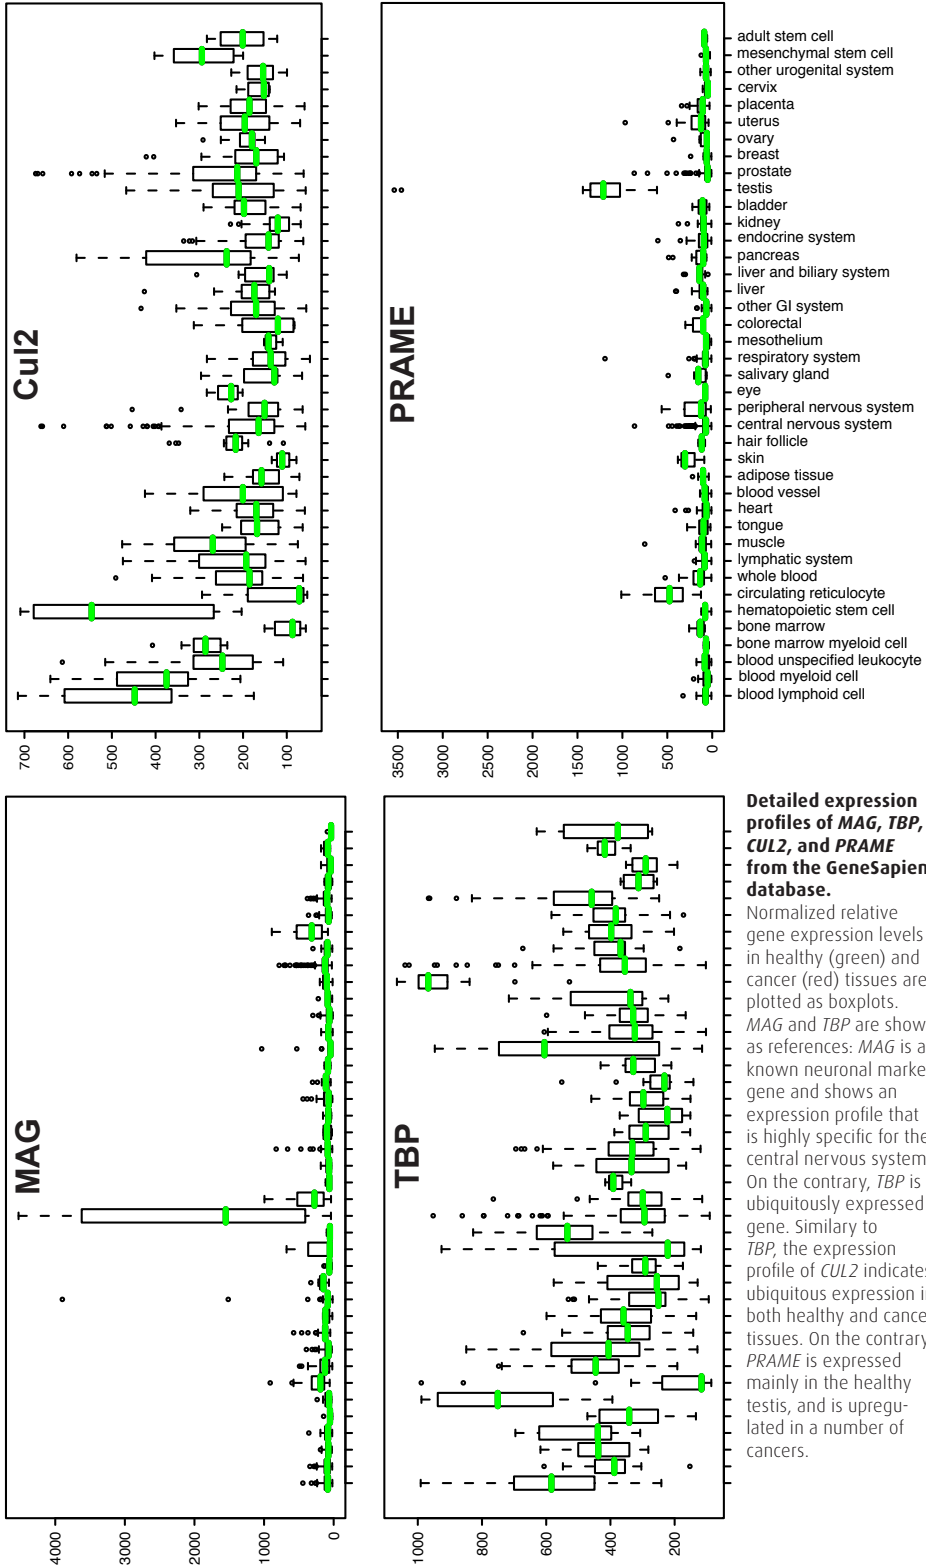 Cul2
700
600
500
400
300
200
100
PRAME
3500
3000
2500
2000
1500
1000
500
0
adult stem cell
mesenchymal stem cell
other urogenital system
cervix
placenta
uterus
ovary
breast
prostate
testis
bladder
kidney
endocrine system
pancreas
liver and biliary system
liver
other GI system
colorectal
mesothelium
respiratory system
salivary gland
eye
peripheral nervous system
central nervous system
hair follicle
skin
adipose tissue
blood vessel
heart
tongue
muscle
lymphatic system
whole blood
circulating reticulocyte
hematopoietic stem cell
bone marrow
bone marrow myeloid cell
blood unspecified leukocyte
blood myeloid cell
blood lymphoid cell
MAG
4000
3000
2000
1000
0
TBP
1000
800
600
400
200
Detailed expression
profiles of MAG, TBP,
CUL2, and PRAME
from the GeneSapien
database.
Normalized relative
gene expression levels
in healthy (green) and
cancer (red) tissues are
plotted as boxplots.
MAG and TBP are show
as references: MAG is a
known neuronal marke
gene and shows an
expression profile that
is highly specific for the
central nervous system
On the contrary, TBP is
ubiquitously expressed
gene. Similary to
TBP, the expression
profile of CUL2 indicates
ubiquitous expression i
both healthy and cance
tissues. On the contrary
PRAME is expressed
mainly in the healthy
testis, and is upregu-
lated in a number of
cancers.